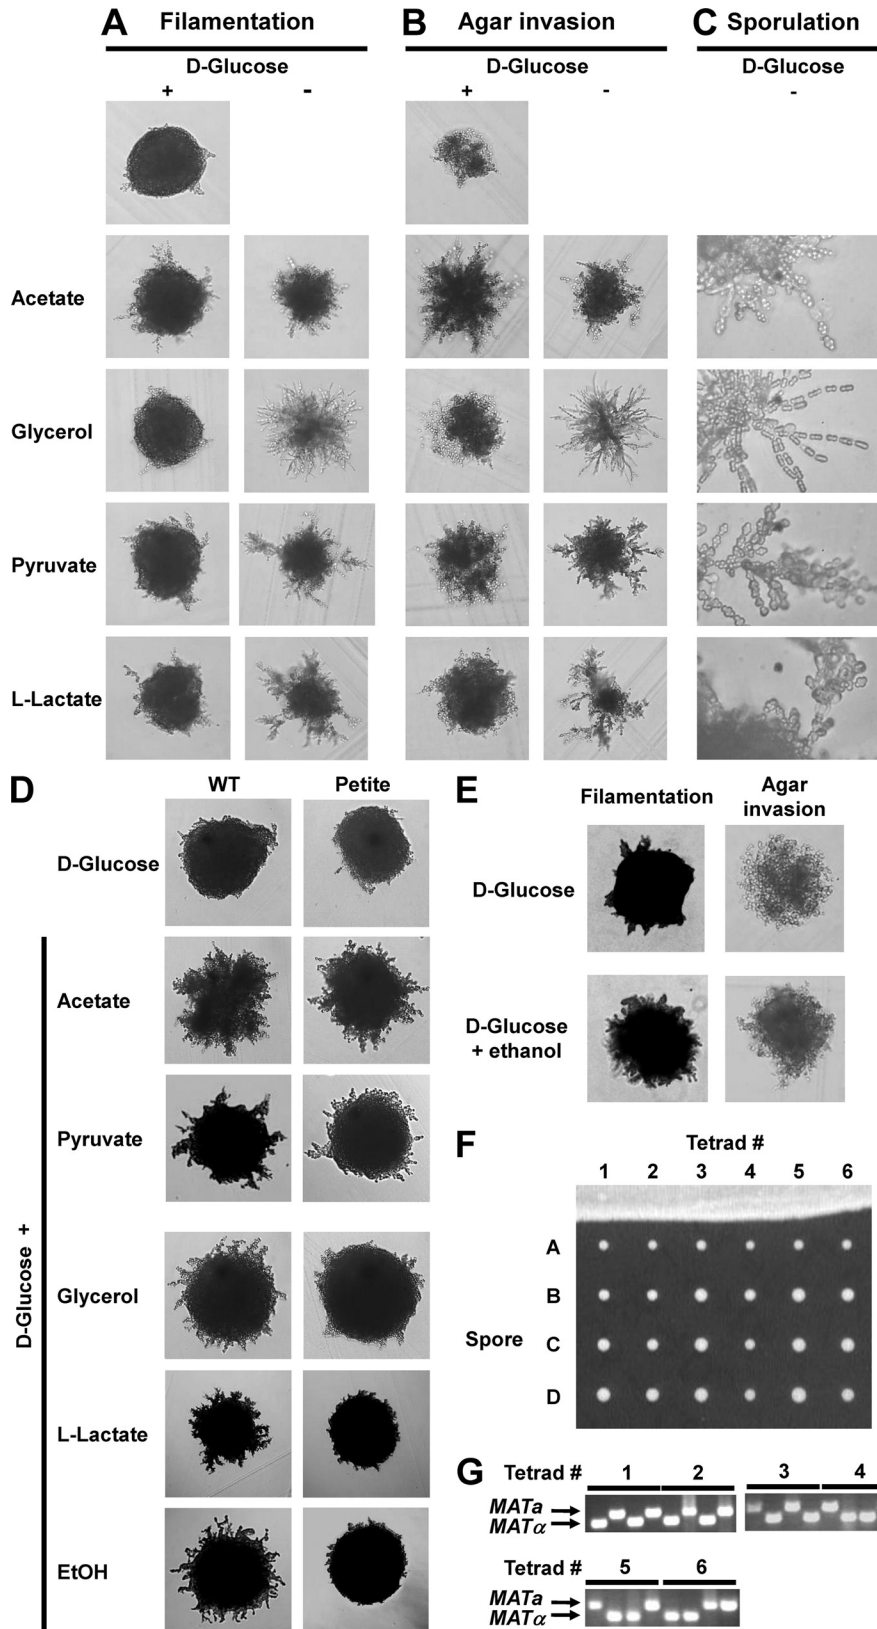 A Filamentation B Agar invasion C Sporulation
D-Glucose D-Glucose D-Glucose
+ - + - -
Acetate
Glycerol
Pyruvate
L-Lactate
D WT Petite E Filamentation Agar
invasion
D-Glucose
D-Glucose +
Acetate
Pyruvate
Glycerol
L-Lactate
EtOH
D-Glucose
D-Glucose
+ ethanol
F Tetrad #
1 2 3 4 5 6
A
B
Spore C
D
G Tetrad # 1 2 3 4
MATa
MATα
Tetrad # 5 6
MATa
MATα